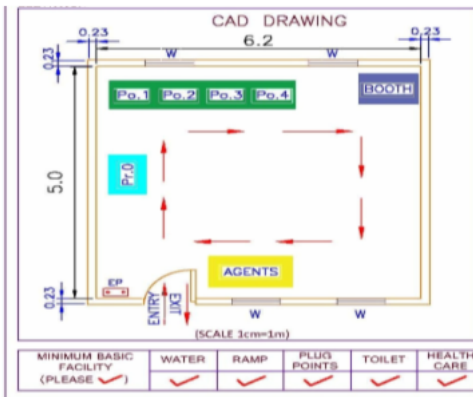 CAD DRAWING
0.23 6.2 0.23
W W
0.23
Po.1 Po.2 Po.3 Po.4 BOOTH
5.0
Pr.0
AGENTS
EP
0.23
ENTRY EXIT
W W
(SCALE 1cm=1m)
MINIMUM BASIC FACILITY (PLEASE ✓) WATER RAMP PLUG POINTS TOILET HEALTH CARE